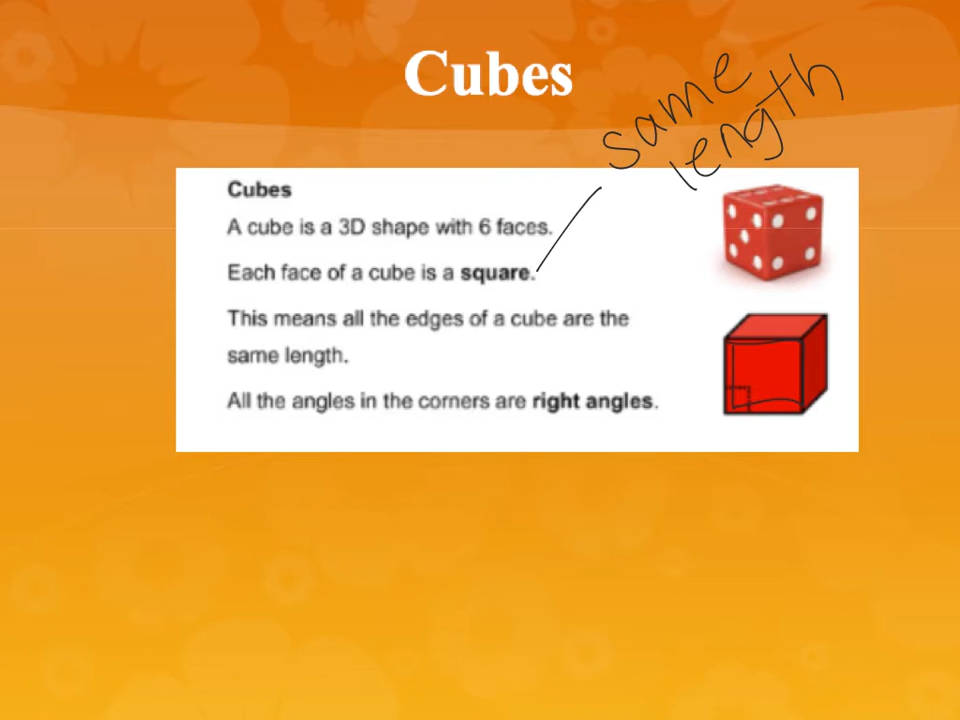 Cubes
same
length
Cubes
A cube is a 3D shape with 6 faces.
Each face of a cube is a square.
This means all the edges of a cube are the
same length.
All the angles in the corners are right angles.